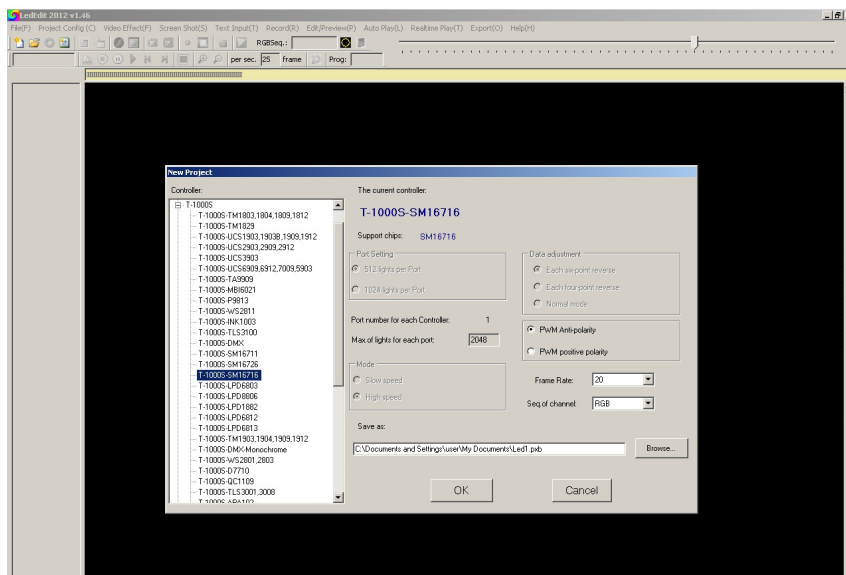 LedEdit 2012 v1.46
File(F) Project Config (C) Video Effect(F) Screen Shot(S) Text Input(T) Record(R) Edit/Preview(P) Auto Play(L) Realtime Play(T) Export(O) Help(H)
RGBSeq.:
per sec. 25 frame Prog:
New Project
Controller:
T-1000S
T-1000S-TM1803,1804,1809,1812
T-1000S-TM1829
T-1000S-UCS1903,1903B,1909,1912
T-1000S-UCS2903,2909,2912
T-1000S-UCS3903
T-1000S-UCS6909,6912,7009,5903
T-1000S-TA9909
T-1000S-MBI6021
T-1000S-P9813
T-1000S-WS2811
T-1000S-INK1003
T-1000S-TLS3100
T-1000S-DMX
T-1000S-SM16711
T-1000S-SM16726
T-1000S-SM16716
T-1000S-LPD6803
T-1000S-LPD8806
T-1000S-LPD1882
T-1000S-LPD6812
T-1000S-LPD6813
T-1000S-TM1903,1904,1909,1912
T-1000S-DMX-Monochrome
T-1000S-WS2801,2803
T-1000S-D7710
T-1000S-QC1109
T-1000S-TLS3001,3008
T-1000S-APA102
The current controller:
T-1000S-SM16716
Support chips: SM16716
Port Setting
512 lights per Port
1024 lights per Port
Port number for each Controller: 1
Max of lights for each port: 2048
Mode
Slow speed
High speed
Data adjustment
Each six-point reverse
Each four-point reverse
Normal mode
PWM Anti-polarity
PWM positive polarity
Frame Rate: 20
Seq.of channel: RGB
Save as:
C:\Documents and Settings\user\My Documents\Led1.pxb
Browse...
OK
Cancel